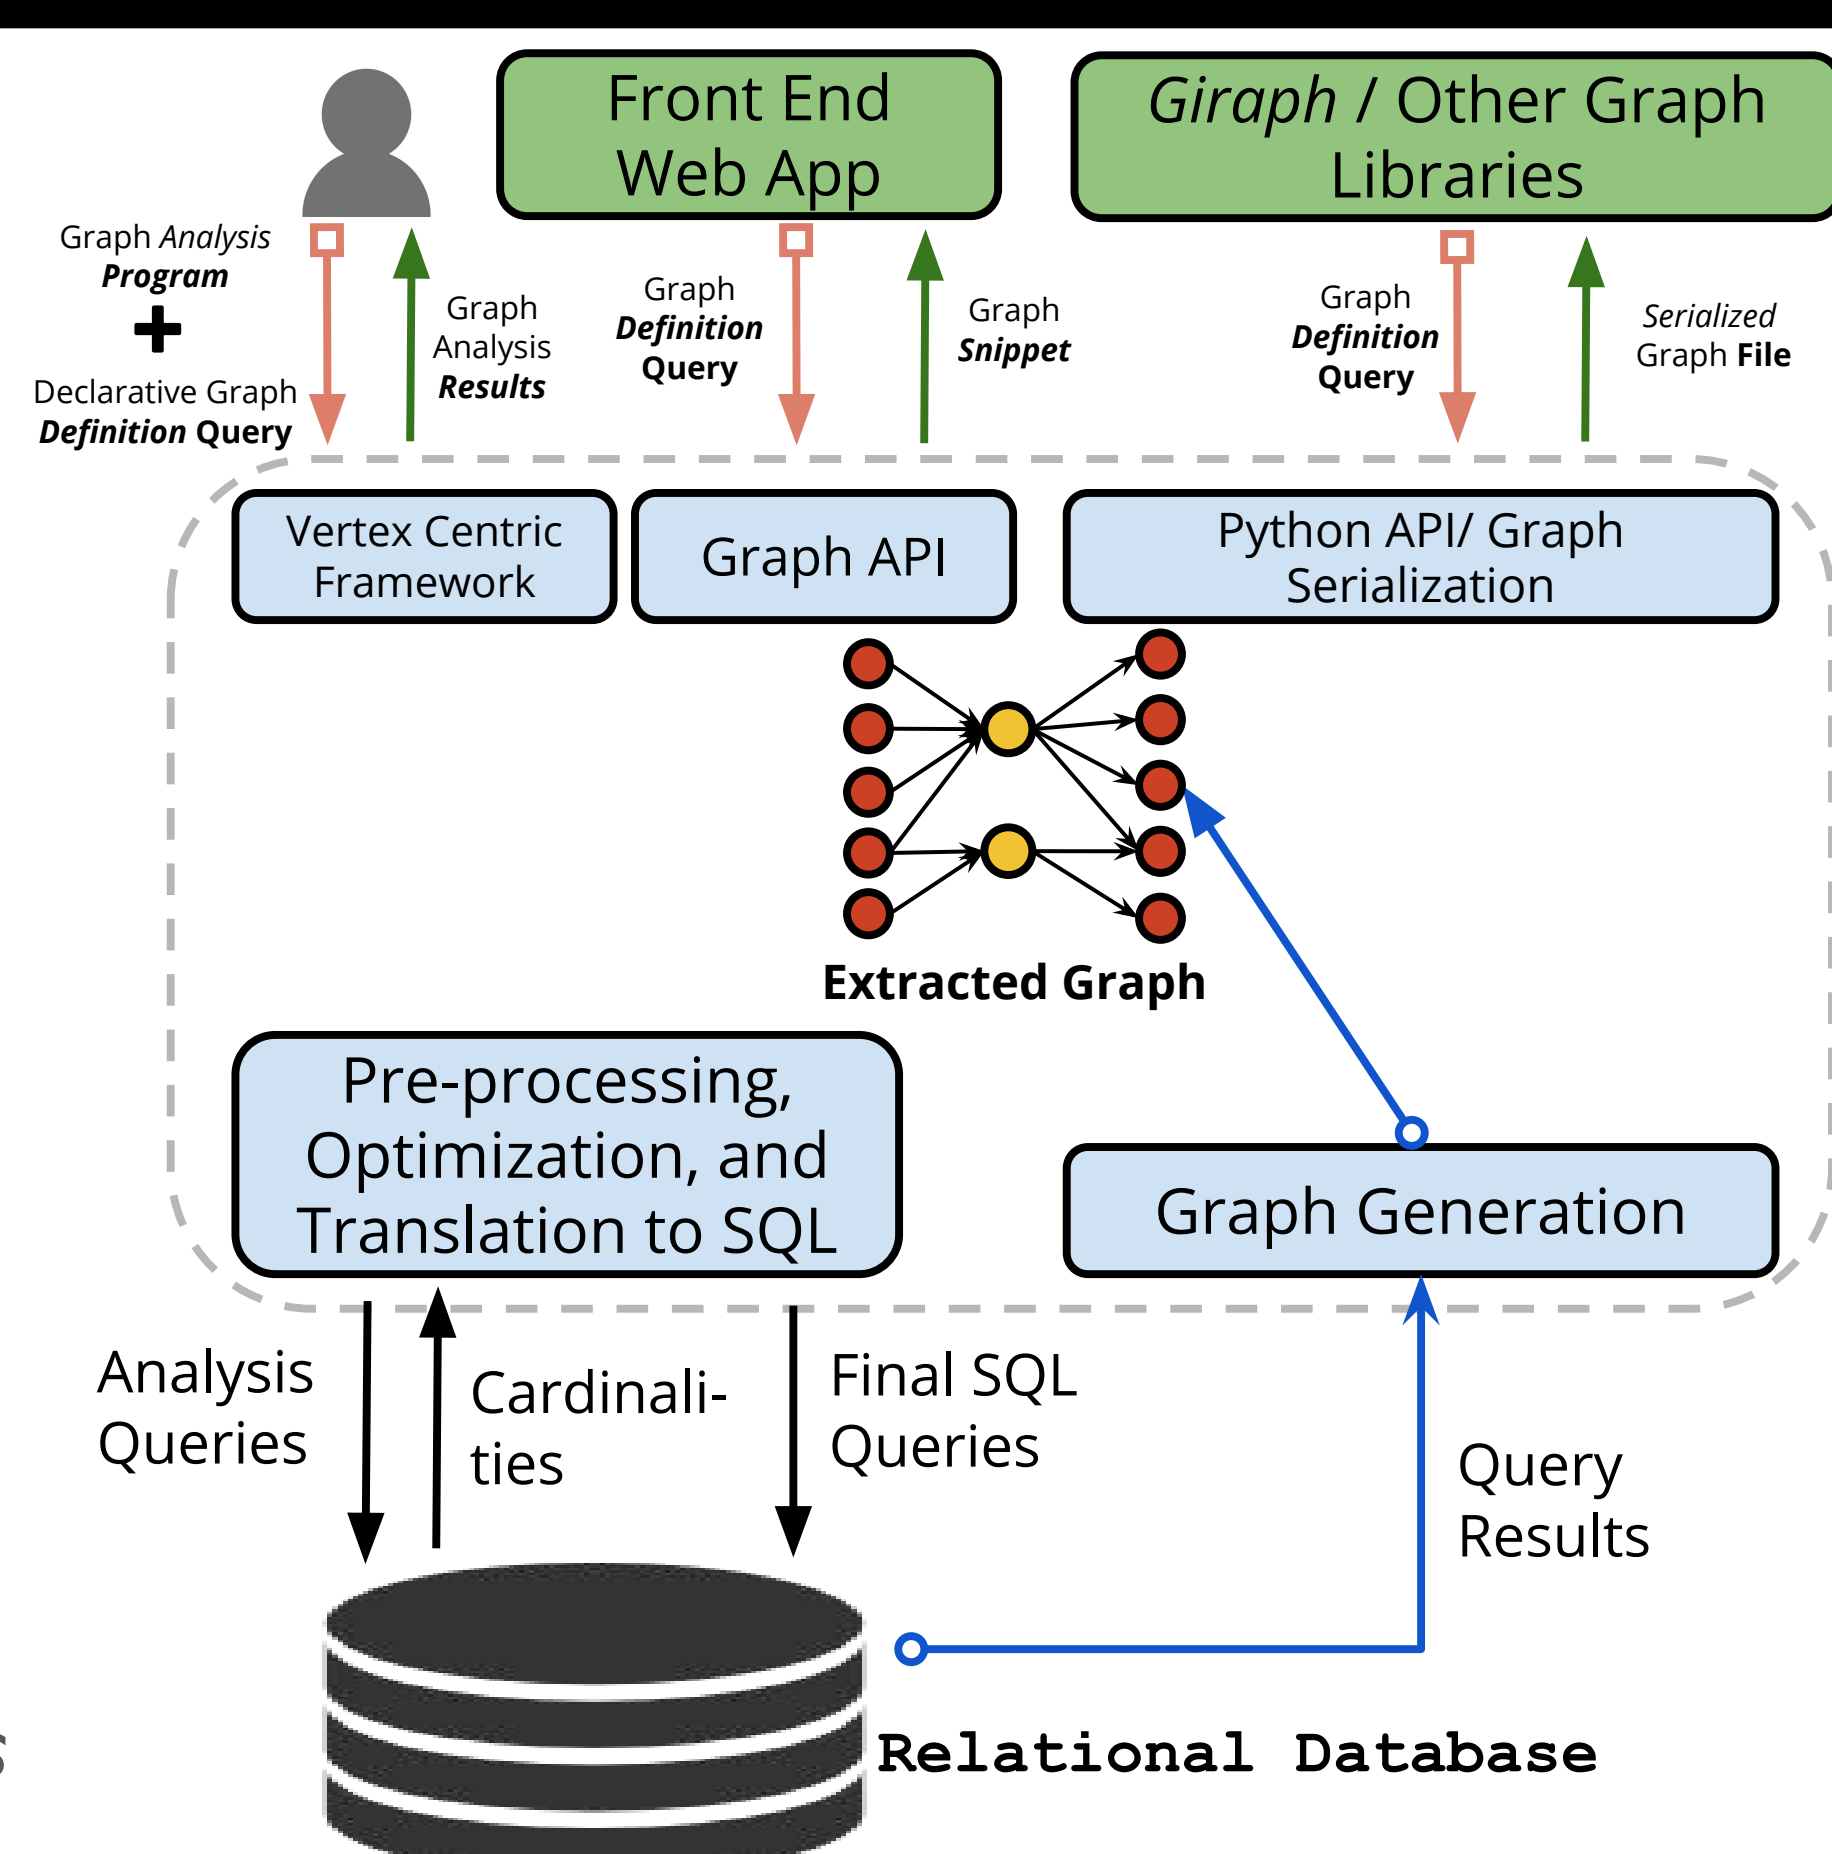 Front End
Web App
Giraph / Other Graph
Libraries
Graph Analysis
Program
+
Declarative Graph
Definition Query
Graph
Analysis
Results
Graph
Definition
Query
Graph
Snippet
Graph
Definition
Query
Serialized
Graph File
Vertex Centric
Framework
Graph API
Python API/ Graph
Serialization
Extracted Graph
Pre-processing,
Optimization, and
Translation to SQL
Graph Generation
Analysis
Queries
Cardinali-
ties
Final SQL
Queries
Query
Results
s
Relational Database